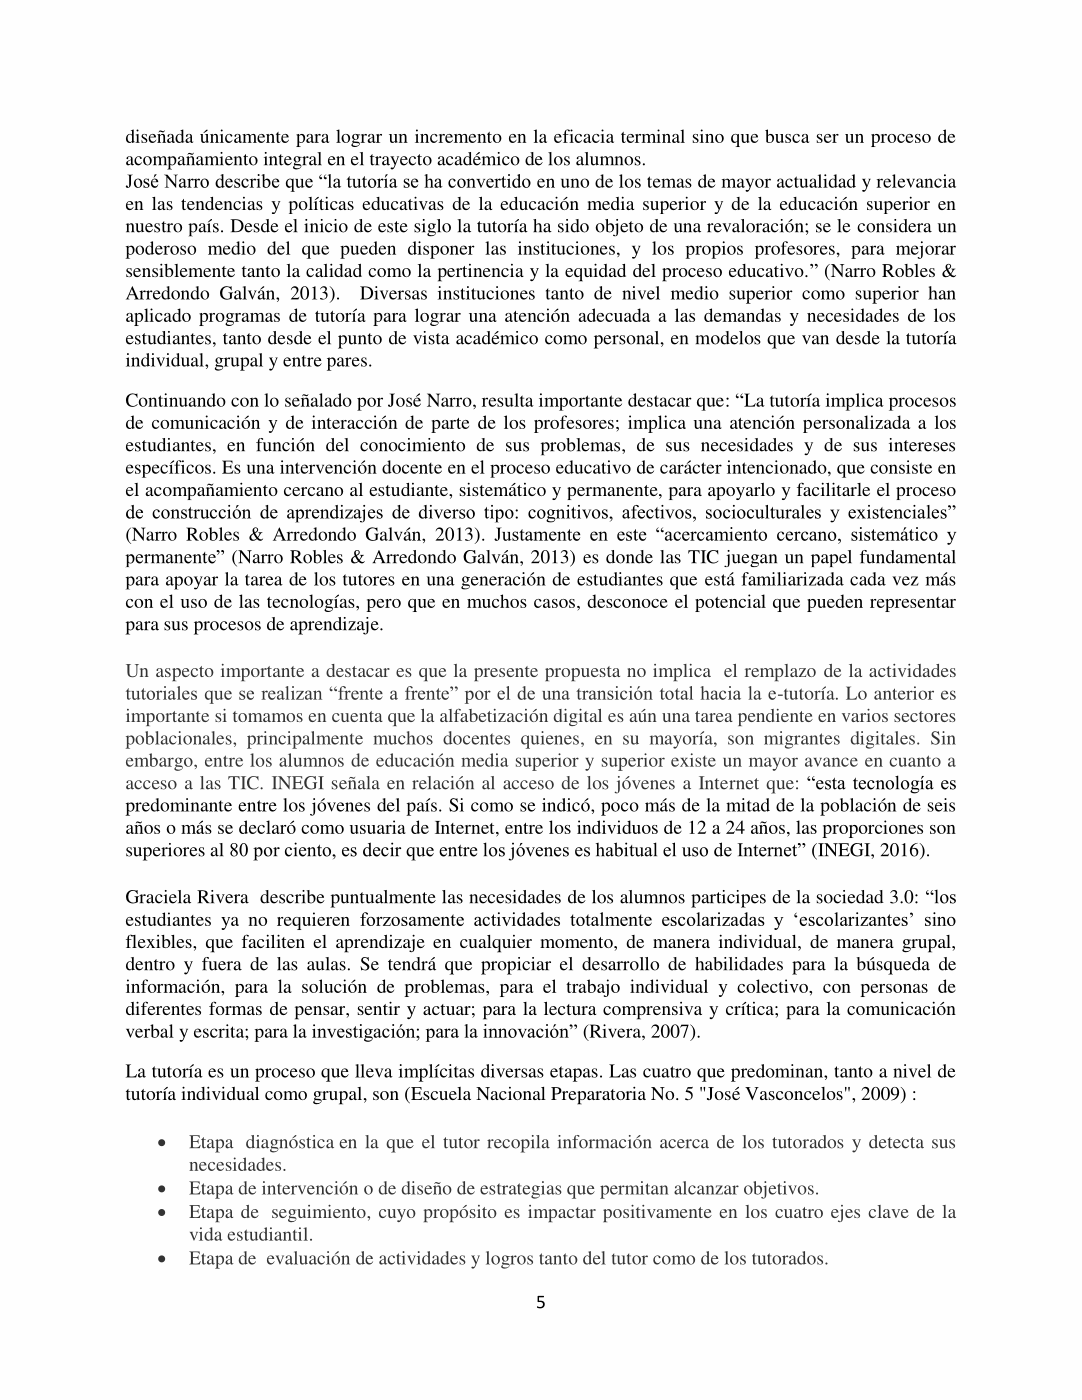 diseñada únicamente para lograr un incremento en la eficacia terminal sino que busca ser un proceso de
acompañamiento integral en el trayecto académico de los alumnos.
José Narro describe que “la tutoría se ha convertido en uno de los temas de mayor actualidad y relevancia
en las tendencias y políticas educativas de la educación media superior y de la educación superior en
nuestro país. Desde el inicio de este siglo la tutoría ha sido objeto de una revaloración; se le considera un
poderoso medio del que pueden disponer las instituciones, y los propios profesores, para mejorar
sensiblemente tanto la calidad como la pertinencia y la equidad del proceso educativo.” (Narro Robles &
Arredondo Galván, 2013).  Diversas instituciones tanto de nivel medio superior como superior han
aplicado programas de tutoría para lograr una atención adecuada a las demandas y necesidades de los
estudiantes, tanto desde el punto de vista académico como personal, en modelos que van desde la tutoría
individual, grupal y entre pares.
Continuando con lo señalado por José Narro, resulta importante destacar que: “La tutoría implica procesos
de comunicación y de interacción de parte de los profesores; implica una atención personalizada a los
estudiantes, en función del conocimiento de sus problemas, de sus necesidades y de sus intereses
específicos. Es una intervención docente en el proceso educativo de carácter intencionado, que consiste en
el acompañamiento cercano al estudiante, sistemático y permanente, para apoyarlo y facilitarle el proceso
de construcción de aprendizajes de diverso tipo: cognitivos, afectivos, socioculturales y existenciales”
(Narro Robles & Arredondo Galván, 2013). Justamente en este “acercamiento cercano, sistemático y
permanente” (Narro Robles & Arredondo Galván, 2013) es donde las TIC juegan un papel fundamental
para apoyar la tarea de los tutores en una generación de estudiantes que está familiarizada cada vez más
con el uso de las tecnologías, pero que en muchos casos, desconoce el potencial que pueden representar
para sus procesos de aprendizaje.
Un aspecto importante a destacar es que la presente propuesta no implica  el remplazo de la actividades
tutoriales que se realizan “frente a frente” por el de una transición total hacia la e-tutoría. Lo anterior es
importante si tomamos en cuenta que la alfabetización digital es aún una tarea pendiente en varios sectores
poblacionales, principalmente muchos docentes quienes, en su mayoría, son migrantes digitales. Sin
embargo, entre los alumnos de educación media superior y superior existe un mayor avance en cuanto a
acceso a las TIC. INEGI señala en relación al acceso de los jóvenes a Internet que: “esta tecnología es
predominante entre los jóvenes del país. Si como se indicó, poco más de la mitad de la población de seis
años o más se declaró como usuaria de Internet, entre los individuos de 12 a 24 años, las proporciones son
superiores al 80 por ciento, es decir que entre los jóvenes es habitual el uso de Internet” (INEGI, 2016).
Graciela Rivera  describe puntualmente las necesidades de los alumnos participes de la sociedad 3.0: “los
estudiantes ya no requieren forzosamente actividades totalmente escolarizadas y ‘escolarizantes’ sino
flexibles, que faciliten el aprendizaje en cualquier momento, de manera individual, de manera grupal,
dentro y fuera de las aulas. Se tendrá que propiciar el desarrollo de habilidades para la búsqueda de
información, para la solución de problemas, para el trabajo individual y colectivo, con personas de
diferentes formas de pensar, sentir y actuar; para la lectura comprensiva y crítica; para la comunicación
verbal y escrita; para la investigación; para la innovación” (Rivera, 2007).
La tutoría es un proceso que lleva implícitas diversas etapas. Las cuatro que predominan, tanto a nivel de
tutoría individual como grupal, son (Escuela Nacional Preparatoria No. 5 "José Vasconcelos", 2009) :
• Etapa  diagnóstica en la que el tutor recopila información acerca de los tutorados y detecta sus
necesidades.
• Etapa de intervención o de diseño de estrategias que permitan alcanzar objetivos.
• Etapa de  seguimiento, cuyo propósito es impactar positivamente en los cuatro ejes clave de la
vida estudiantil.
• Etapa de  evaluación de actividades y logros tanto del tutor como de los tutorados.
5